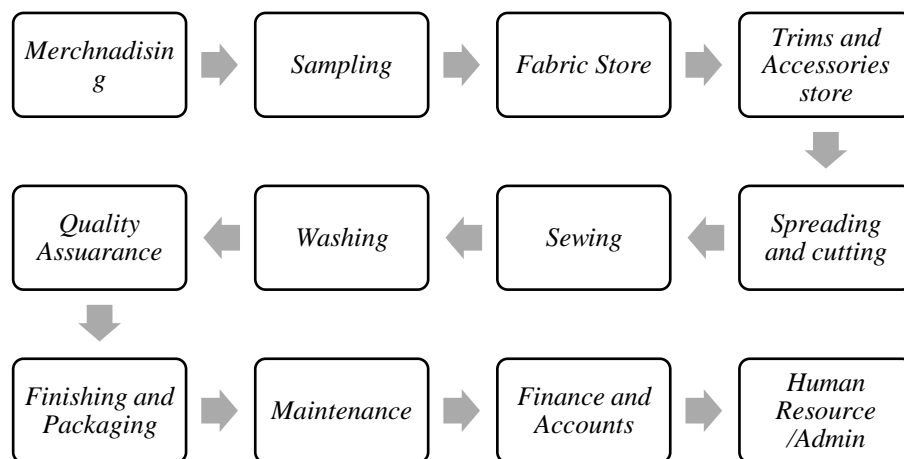 Merchnadisin
g
Sampling
Fabric Store
Trims and
Accessories
store
Spreading
and cutting
Sewing
Washing
Quality
Assuarance
Finishing and
Packaging
Maintenance
Finance and
Accounts
Human
Resource
/Admin